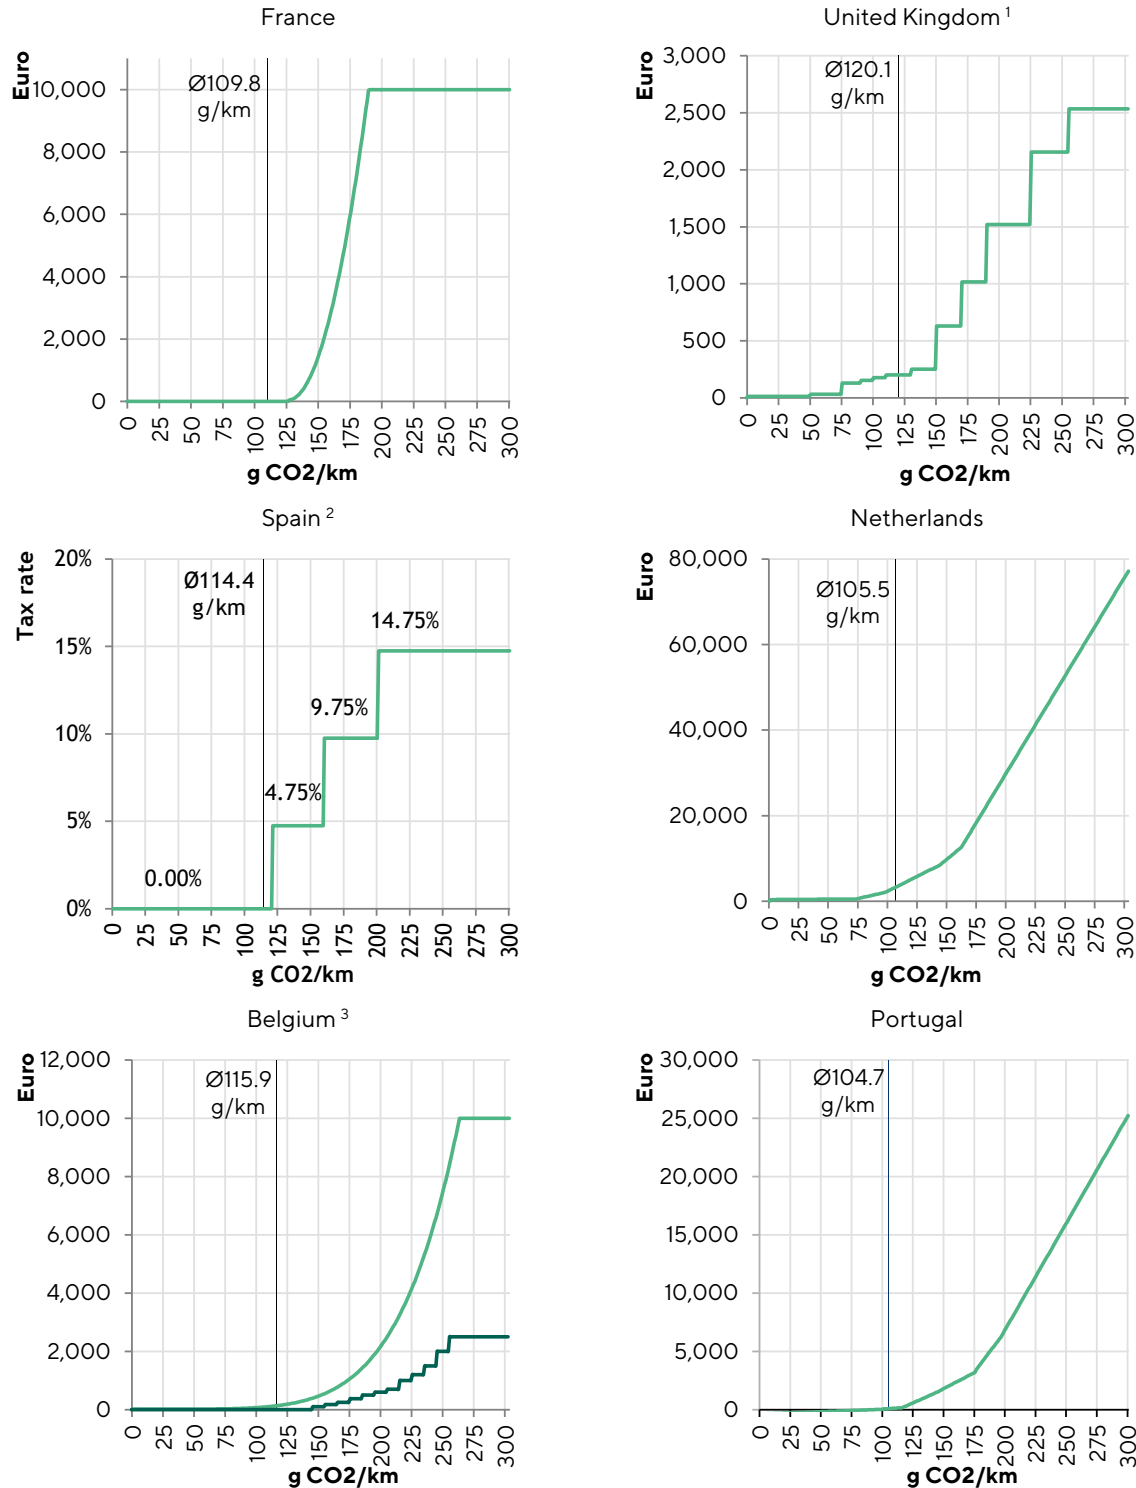 France
Euro
10,000
8,000
6,000
4,000
2,000
0
Ø109.8
g/km
0 25 50 75 100 125 150 175 200 225 250 275 300
g CO2/km
United Kingdom 1
Euro
3,000
2,500
2,000
1,500
1,000
500
0
Ø120.1
g/km
0 25 50 75 100 125 150 175 200 225 250 275 300
g CO2/km
Spain 2
Tax rate
20%
15%
10%
5%
0%
Ø114.4
g/km
14.75%
9.75%
4.75%
0.00%
0 25 50 75 100 125 150 175 200 225 250 275 300
g CO2/km
Netherlands
Euro
80,000
60,000
40,000
20,000
0
Ø105.5
g/km
0 25 50 75 100 125 150 175 200 225 250 275 300
g CO2/km
Belgium 3
Euro
12,000
10,000
8,000
6,000
4,000
2,000
0
Ø115.9
g/km
0 25 50 75 100 125 150 175 200 225 250 275 300
g CO2/km
Portugal
Euro
30,000
25,000
20,000
15,000
10,000
5,000
0
Ø104.7
g/km
0 25 50 75 100 125 150 175 200 225 250 275 300
g CO2/km